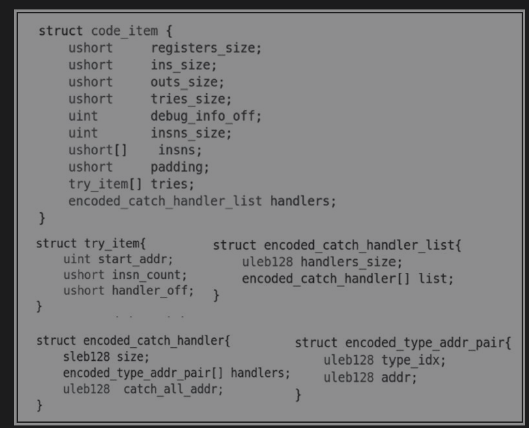 struct code_item {
ushort registers_size;
ushort ins_size;
ushort outs_size;
ushort tries_size;
uint debug_info_off;
uint insns_size;
ushort[] insns;
ushort padding;
try_item[] tries;
encoded_catch_handler_list handlers;
}
struct try_item{
uint start_addr;
ushort insn_count;
ushort handler_off;
}
struct encoded_catch_handler_list{
uleb128 handlers_size;
encoded_catch_handler[] list;
}
struct encoded_catch_handler{
sleb128 size;
encoded_type_addr_pair[] handlers;
uleb128 catch_all_addr;
}
struct encoded_type_addr_pair{
uleb128 type_idx;
uleb128 addr;
}